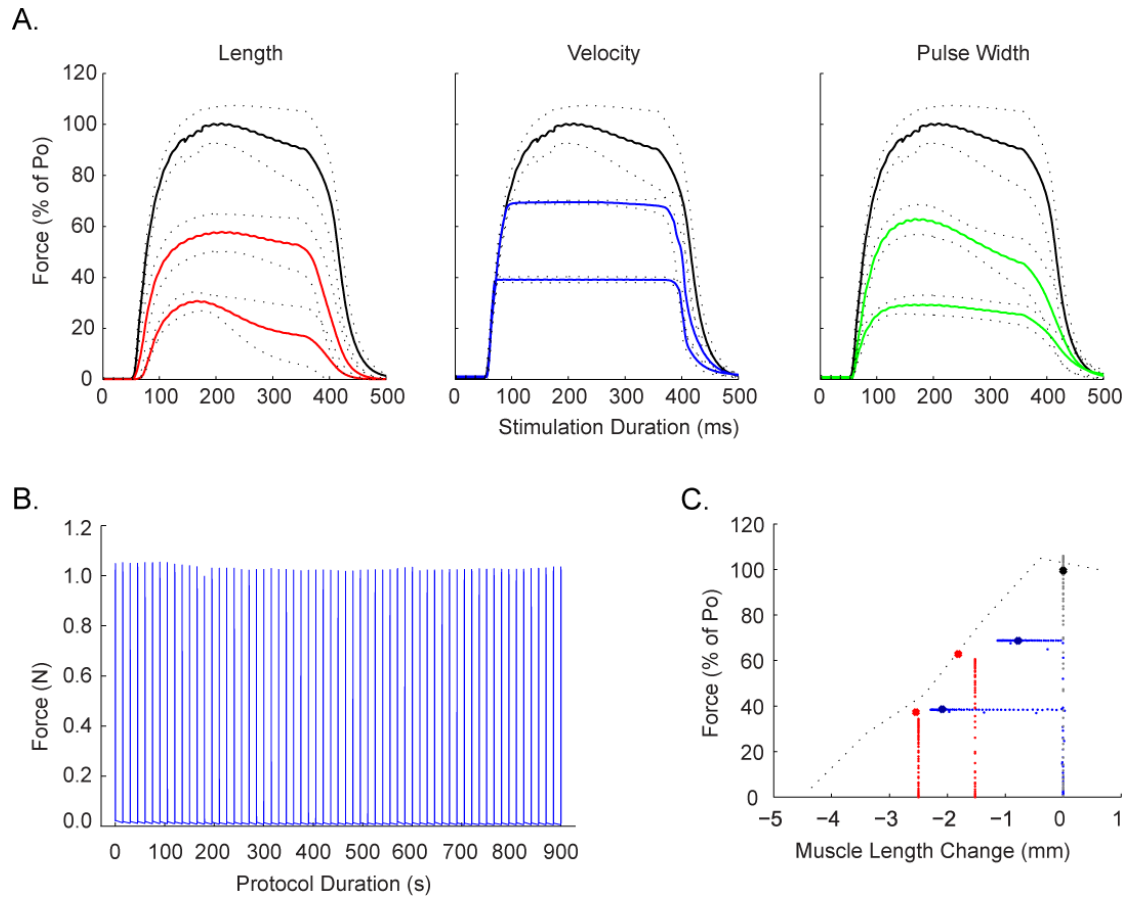 A.
Length Velocity Pulse Width
Force (% of Po)
120
100
80
60
40
20
0
0 100 200 300 400 500
0 100 200 300 400 500
0 100 200 300 400 500
Stimulation Duration (ms)
B.
Force (N)
1.2
1.0
0.8
0.6
0.4
0.2
0.0
0 100 200 300 400 500 600 700 800 900
Protocol Duration (s)
C.
Force (% of Po)
120
100
80
60
40
20
0
−5 −4 −3 −2 −1 0 1
Muscle Length Change (mm)